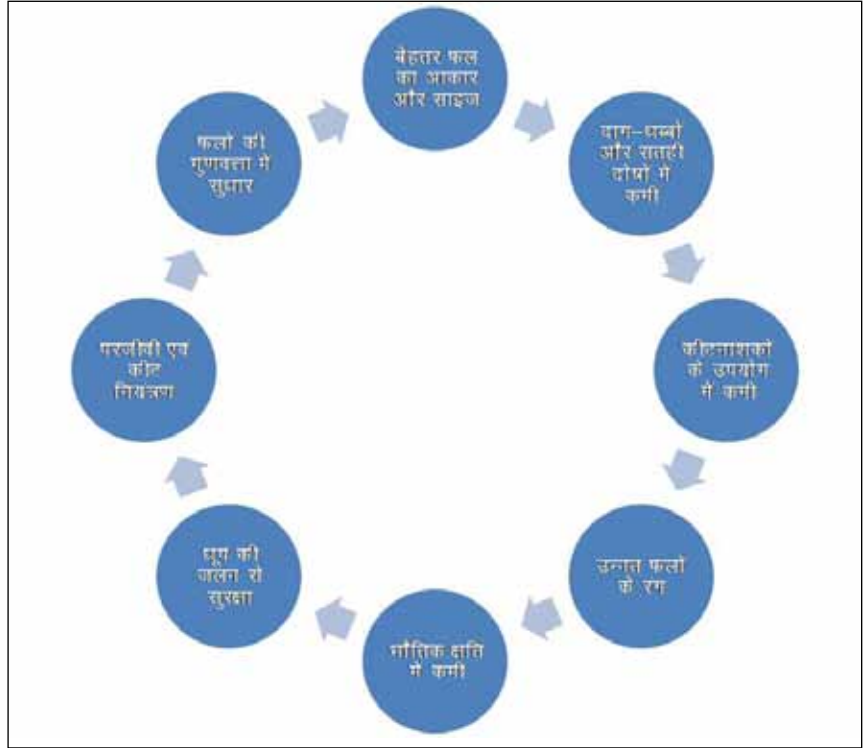 बेहतर फल
का आकार
और साइज
दाग-धब्बों
और सतही
दोषों में
कमी
कीटनाशकों
के उपयोग
में कमी
उन्नत फलों
के रंग
भौतिक क्षति
में कमी
धूप की
जलन से
सुरक्षा
परजीवी एवं
कीट
नियंत्रण
फलों की
गुणवत्ता में
सुधार